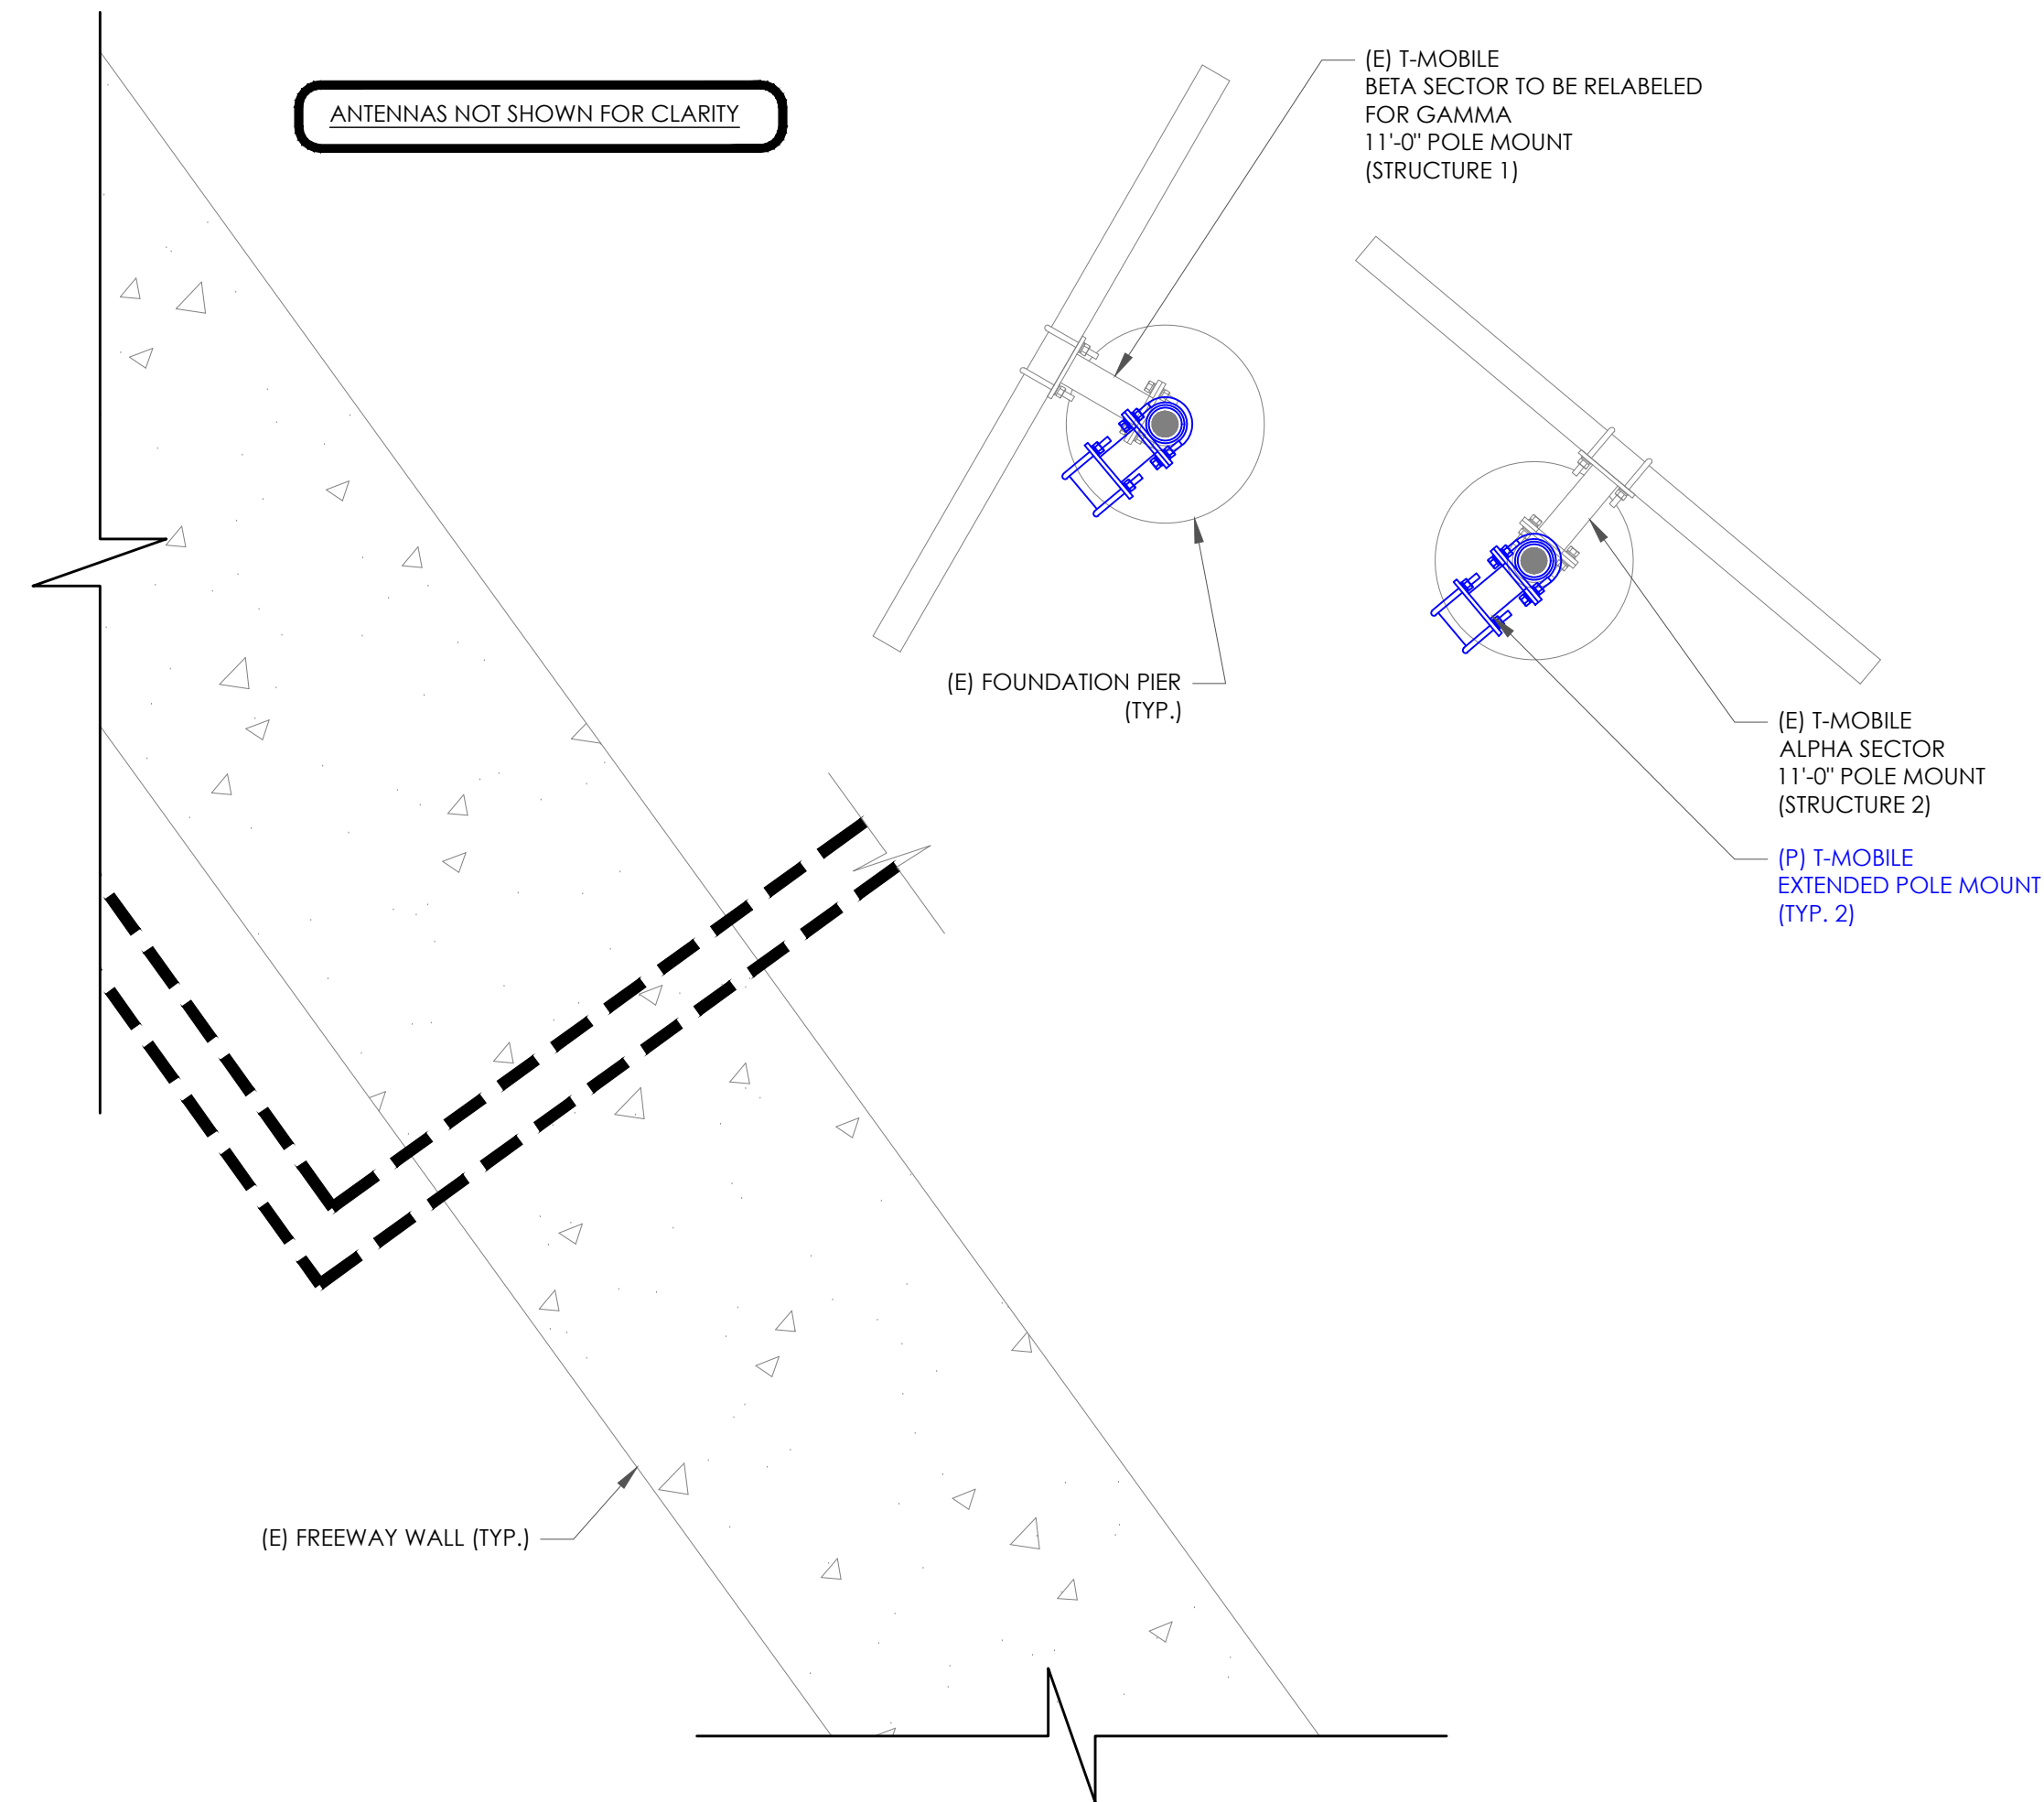 ANTENNAS NOT SHOWN FOR CLARITY
(E) T-MOBILE
BETA SECTOR TO BE RELABELED
FOR GAMMA
11'-0" POLE MOUNT
(STRUCTURE 1)
(E) FOUNDATION PIER
(TYP.)
(E) T-MOBILE
ALPHA SECTOR
11'-0" POLE MOUNT
(STRUCTURE 2)
(P) T-MOBILE
EXTENDED POLE MOUNT
(TYP. 2)
(E) FREEWAY WALL (TYP.)